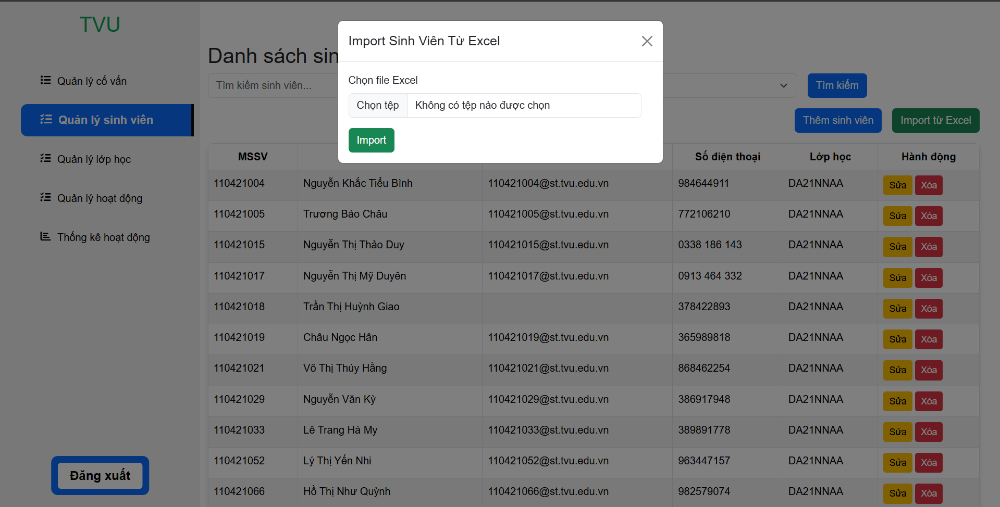 TVU
Quản lý cố vấn
Quản lý sinh viên
Quản lý lớp học
Quản lý hoạt động
Thống kê hoạt động
Đăng xuất
Danh sách sin
Tìm kiếm sinh viên...
Tìm kiếm
Thêm sinh viên
Import từ Excel
Import Sinh Viên Từ Excel
Chọn file Excel
Chọn tệp Không có tệp nào được chọn
Import
MSSV Số điện thoại Lớp học Hành động
110421004 Nguyễn Khắc Tiểu Bình 110421004@st.tvu.edu.vn 984644911 DA21NNAA Sửa Xóa
110421005 Trương Bảo Châu 110421005@st.tvu.edu.vn 772106210 DA21NNAA Sửa Xóa
110421015 Nguyễn Thị Thảo Duy 110421015@st.tvu.edu.vn 0338 186 143 DA21NNAA Sửa Xóa
110421017 Nguyễn Thị Mỹ Duyên 110421017@st.tvu.edu.vn 0913 464 332 DA21NNAA Sửa Xóa
110421018 Trần Thị Huỳnh Giao 378422893 DA21NNAA Sửa Xóa
110421019 Châu Ngọc Hân 110421019@st.tvu.edu.vn 365989818 DA21NNAA Sửa Xóa
110421021 Võ Thị Thúy Hằng 110421021@st.tvu.edu.vn 868462254 DA21NNAA Sửa Xóa
110421029 Nguyễn Văn Kỳ 110421029@st.tvu.edu.vn 386917948 DA21NNAA Sửa Xóa
110421033 Lê Trang Hà My 110421033@st.tvu.edu.vn 389891778 DA21NNAA Sửa Xóa
110421052 Lý Thị Yến Nhi 110421052@st.tvu.edu.vn 963447157 DA21NNAA Sửa Xóa
110421066 Hồ Thị Như Quỳnh 110421066@st.tvu.edu.vn 982579074 DA21NNAA Sửa Xóa